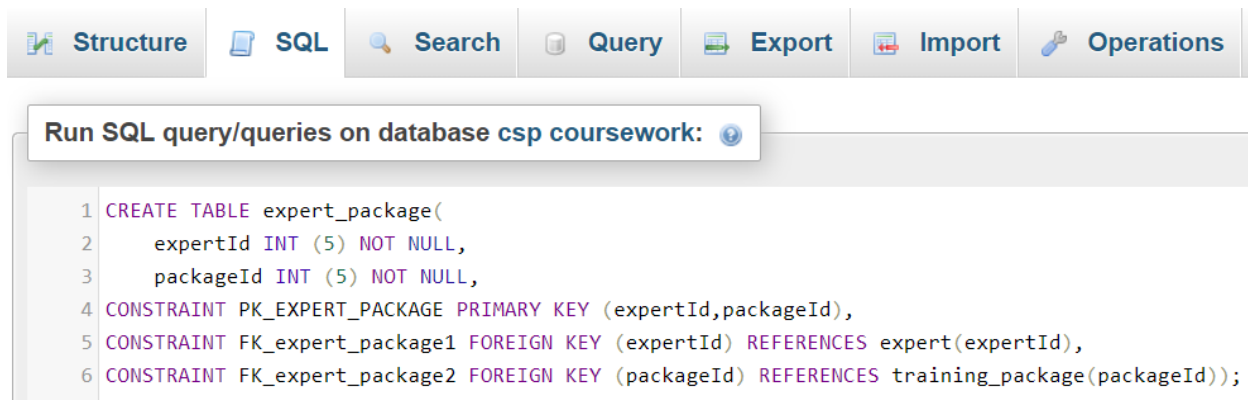 Structure SQL Search Query Export Import Operations
Run SQL query/queries on database csp coursework:
1 CREATE TABLE expert_package(
2 expertId INT (5) NOT NULL,
3 packageId INT (5) NOT NULL,
4 CONSTRAINT PK_EXPERT_PACKAGE PRIMARY KEY (expertId,packageId),
5 CONSTRAINT FK_expert_package1 FOREIGN KEY (expertId) REFERENCES expert(expertId),
6 CONSTRAINT FK_expert_package2 FOREIGN KEY (packageId) REFERENCES training_package(packageId));